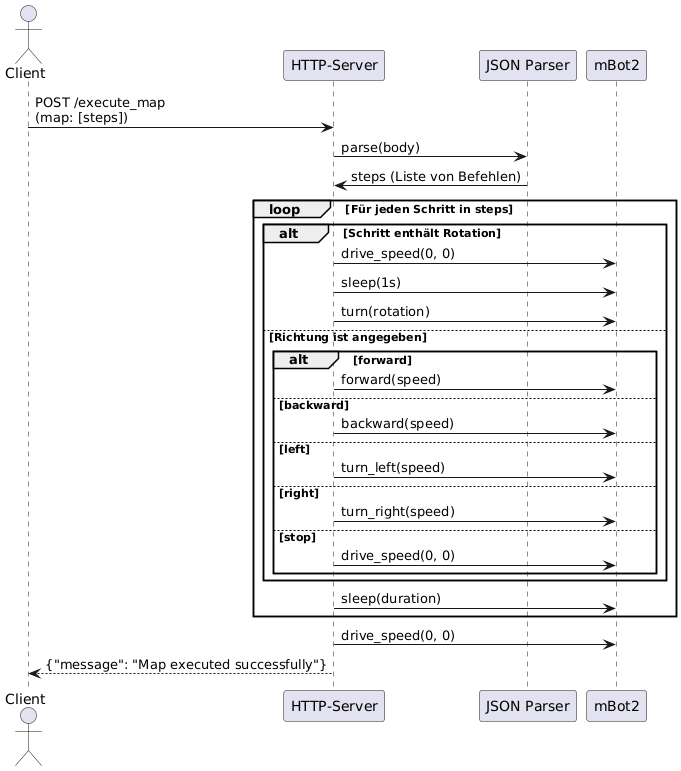 Client
HTTP-Server
JSON Parser
mBot2
POST /execute_map
(map: [steps])
parse(body)
steps (Liste von Befehlen)
loop [Für jeden Schritt in steps]
alt [Schritt enthält Rotation]
drive_speed(0, 0)
sleep(1s)
turn(rotation)
[Richtung ist angegeben]
alt [forward]
forward(speed)
[backward]
backward(speed)
[left]
turn_left(speed)
[right]
turn_right(speed)
[stop]
drive_speed(0, 0)
sleep(duration)
drive_speed(0, 0)
{"message": "Map executed successfully"}
Client
HTTP-Server
JSON Parser
mBot2